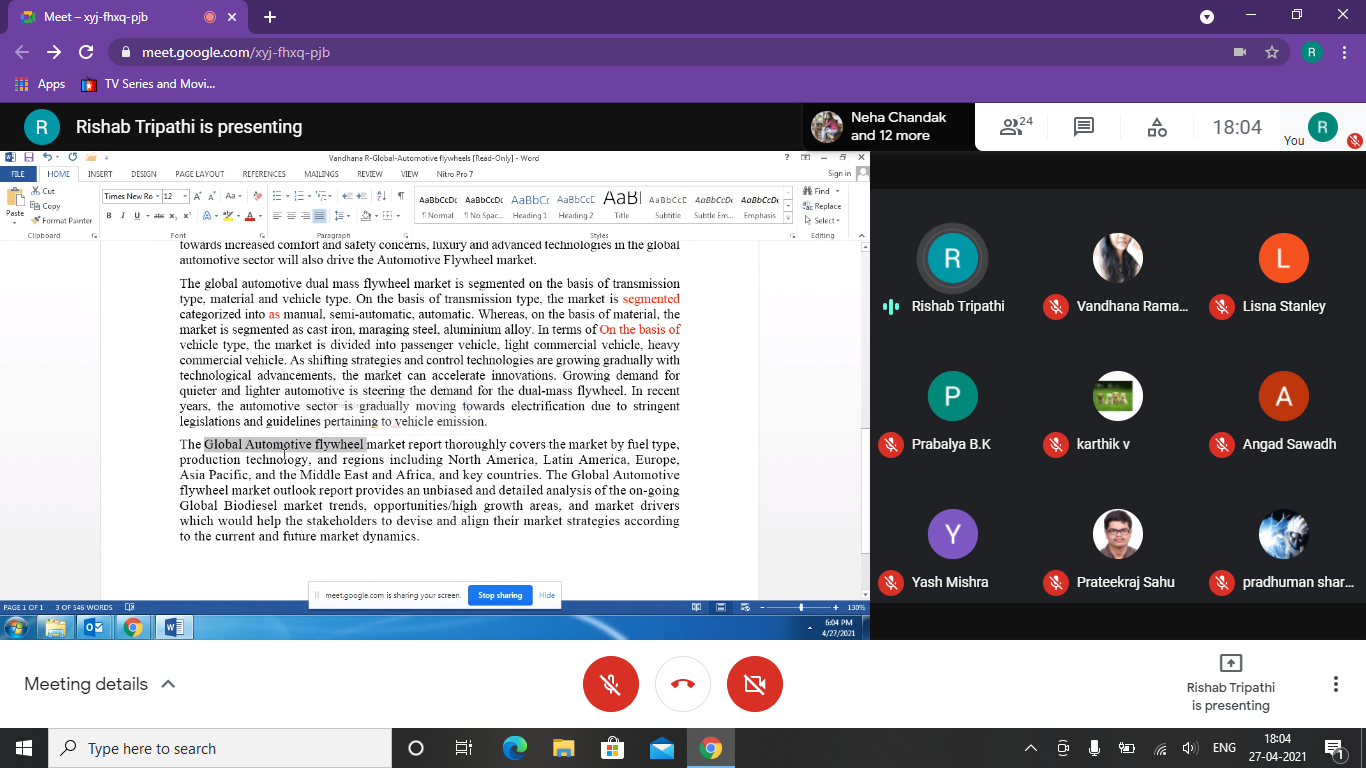 Meet – xyj-fhxq-pjb
meet.google.com/xyj-fhxq-pjb
R
Apps
TV Series and Movi...
R
Rishab Tripathi is presenting
Neha Chandak
and 12 more
24
18:04
You
R
Vandhana R-Global-Automotive flywheels [Read-Only] - Word
FILE HOME INSERT DESIGN PAGE LAYOUT REFERENCES MAILINGS REVIEW VIEW Nitro Pro 7
Sign in
Paste
Cut
Copy
Format Painter
Clipboard
Times New Ro 12
Font
Paragraph
AaBbCcDc AaBbCcDc AaBbCc AaBbCcD AaBl AaBbCcD AaBbCcDc AaBbCcDc
¶ Normal ¶ No Spac... Heading 1 Heading 2 Title Subtitle Subtle Em... Emphasis
Styles
Find
Replace
Select
Editing
towards increased comfort and safety concerns, luxury and advanced technologies in the global
automotive sector will also drive the Automotive Flywheel market.
The global automotive dual mass flywheel market is segmented on the basis of transmission
type, material and vehicle type. On the basis of transmission type, the market is segmented
categorized into as manual, semi-automatic, automatic. Whereas, on the basis of material, the
market is segmented as cast iron, maraging steel, aluminium alloy. In terms of On the basis of
vehicle type, the market is divided into passenger vehicle, light commercial vehicle, heavy
commercial vehicle. As shifting strategies and control technologies are growing gradually with
technological advancements, the market can accelerate innovations. Growing demand for
quieter and lighter automotive is steering the demand for the dual-mass flywheel. In recent
years, the automotive sector is gradually moving towards electrification due to stringent
legislations and guidelines pertaining to vehicle emission.
The Global Automotive flywheel market report thoroughly covers the market by fuel type,
production technology, and regions including North America, Latin America, Europe,
Asia Pacific, and the Middle East and Africa, and key countries. The Global Automotive
flywheel market outlook report provides an unbiased and detailed analysis of the on-going
Global Biodiesel market trends, opportunities/high growth areas, and market drivers
which would help the stakeholders to devise and align their market strategies according
to the current and future market dynamics.
meet.google.com is sharing your screen. Stop sharing Hide
PAGE 1 OF 1 3 OF 546 WORDS
130%
6:04 PM
4/27/2021
R
Rishab Tripathi
Vandhana Rama...
L
Lisna Stanley
P
Prabalya B.K
karthik v
A
Angad Sawadh
Y
Yash Mishra
Prateekraj Sahu
pradhuman shar...
Meeting details
Rishab Tripathi
is presenting
Type here to search
ENG
18:04
27-04-2021
1